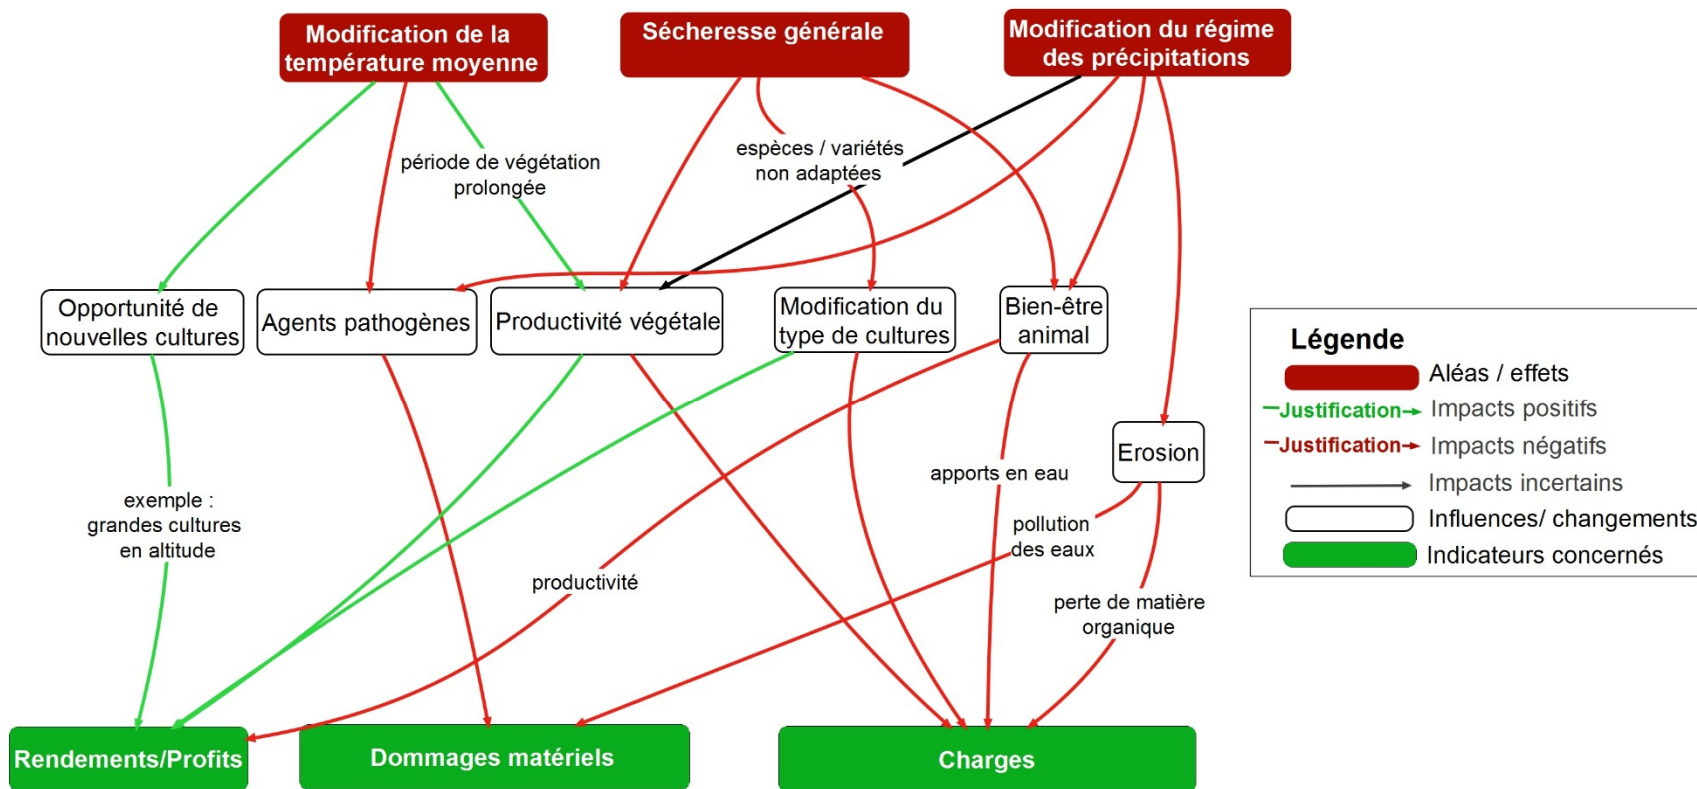 Modification de la
température moyenne
Sécheresse générale
Modification du régime
des précipitations
période de végétation
prolongée
espèces / variétés
non adaptées
Opportunité de
nouvelles cultures
Agents pathogènes
Productivité végétale
Modification du
type de cultures
Bien-être
animal
Erosion
exemple :
grandes cultures
en altitude
productivité
apports en eau
pollution
des eaux
perte de matière
organique
Rendements/Profits
Dommages matériels
Charges
Légende
Aléas / effets
Justification Impacts positifs
Justification Impacts négatifs
Impacts incertains
Influences/ changements
Indicateurs concernés